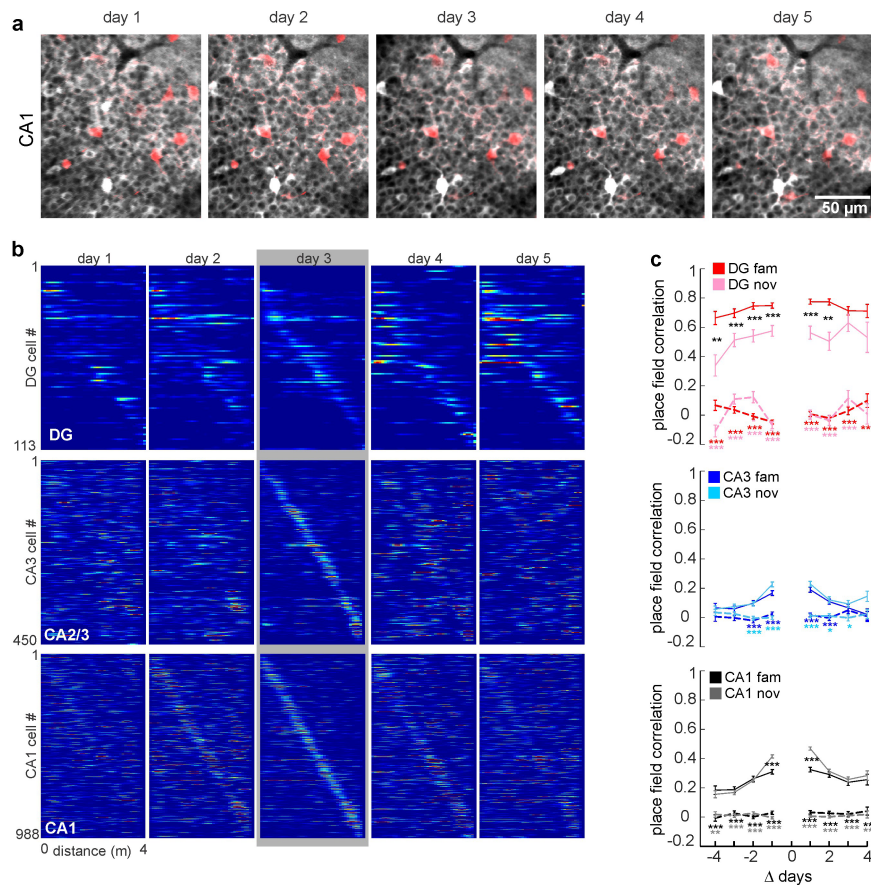 a
day 1 day 2 day 3 day 4 day 5
CA1
50 µm
b
day 1 day 2 day 3 day 4 day 5
1
DG cell #
113
DG
1
CA3 cell #
450
CA2/3
1
CA1 cell #
988
CA1
0 distance (m) 4
c
DG fam
DG nov
place field correlation
1
0.8
0.6
0.4
0.2
0
-0.2
*** ***
*** ** ***
**
*** *** *** *** *** *** **
*** *** *** *** *** ***
CA3 fam
CA3 nov
place field correlation
1
0.8
0.6
0.4
0.2
0
-0.2
*** *** *** *** *
*** *** *** *
CA1 fam
CA1 nov
place field correlation
1
0.8
0.6
0.4
0.2
0
-0.2
*** ***
*** *** *** *** *** *** *** **
** *** *** *** *** *** *** **
-4 -2 0 2 4
Δ days